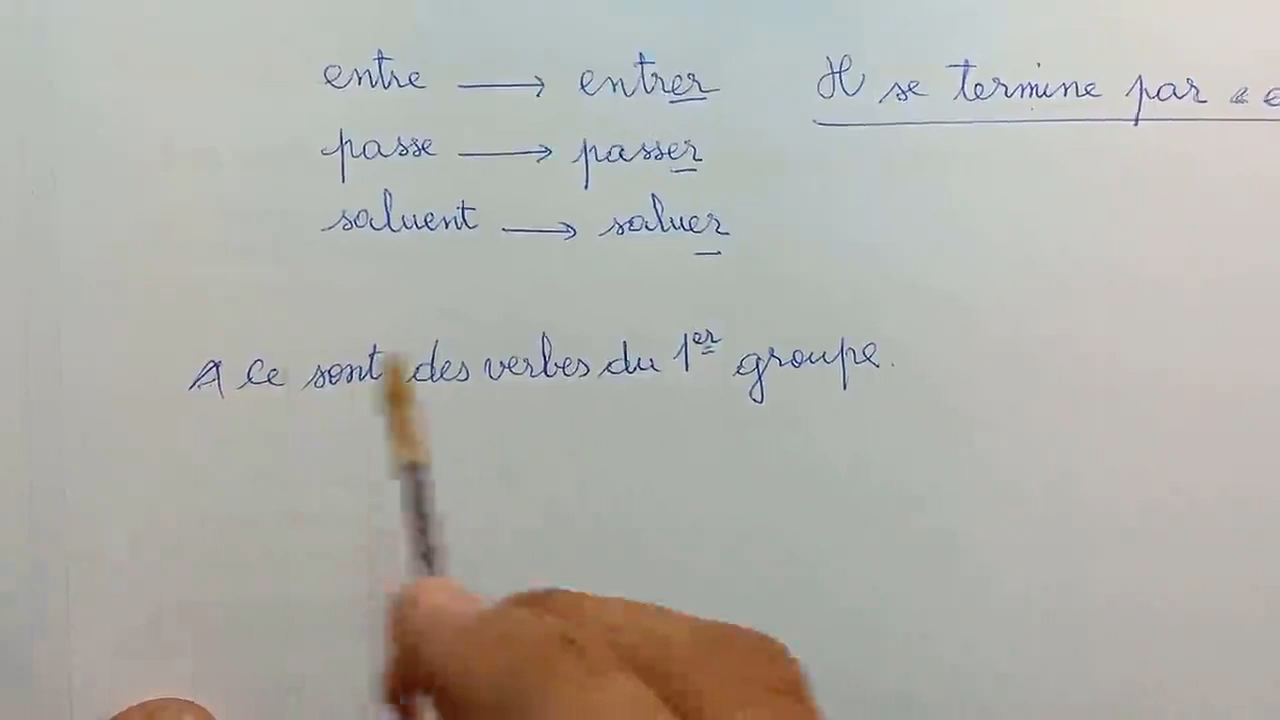 entre → entrer
Il se termine par «
passe → passer
saluent → saluer
Ce sont des verbes du 1er groupe.